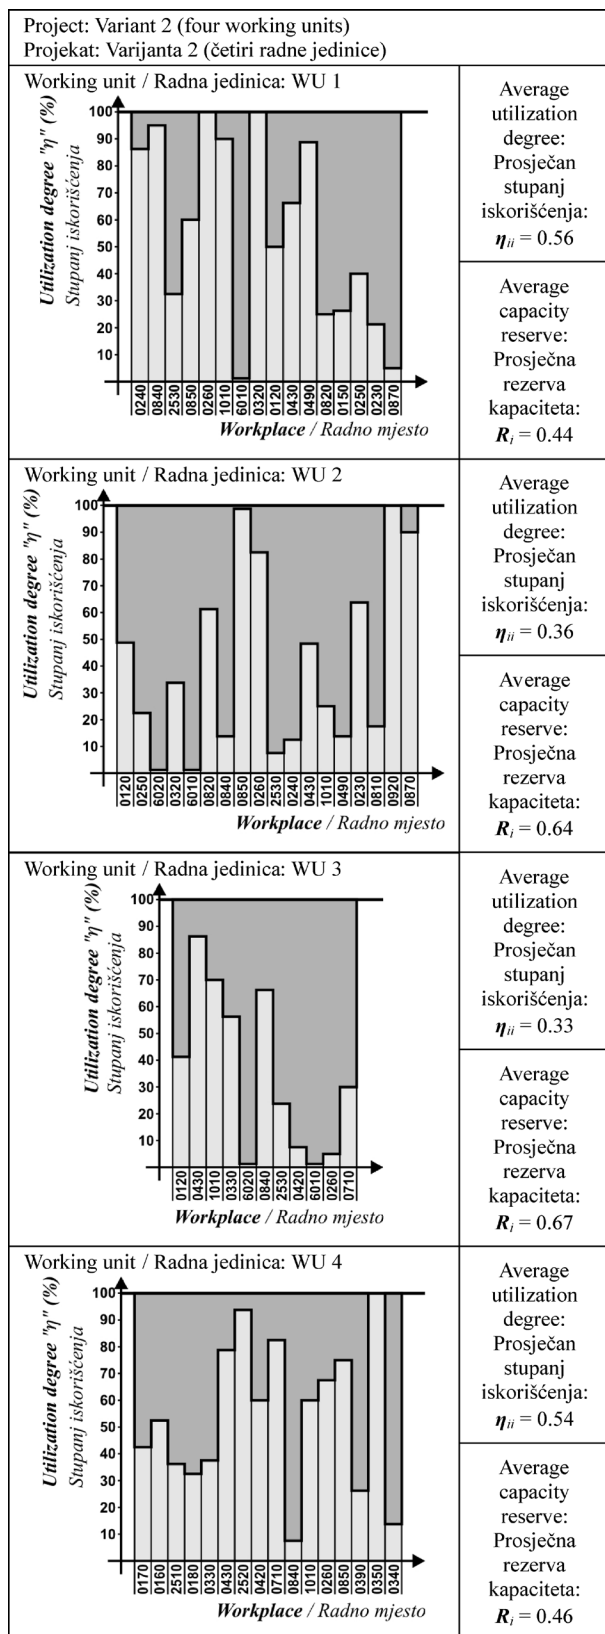 Project: Variant 2 (four working units)
Projekat: Varijanta 2 (četiri radne jedinice)
Working unit / Radna jedinica: WU 1
Utilization degree "η" (%)
Stupanj iskorišćenja
100
90
80
70
60
50
40
30
20
10
0240
0840
2530
0850
0260
1010
6010
0320
0120
0430
0490
0820
0150
0250
0230
0870
Workplace / Radno mjesto
Average
utilization
degree:
Prosječan
stupanj
iskorišćenja:
ηii = 0.56
Average
capacity
reserve:
Prosječna
rezerva
kapaciteta:
Ri = 0.44
Working unit / Radna jedinica: WU 2
Utilization degree "η" (%)
Stupanj iskorišćenja
100
90
80
70
60
50
40
30
20
10
0120
0250
6020
0320
6010
0820
0840
0850
0260
2530
0240
0430
1010
0490
0230
0810
0920
0870
Workplace / Radno mjesto
Average
utilization
degree:
Prosječan
stupanj
iskorišćenja:
ηii = 0.36
Average
capacity
reserve:
Prosječna
rezerva
kapaciteta:
Ri = 0.64
Working unit / Radna jedinica: WU 3
Utilization degree "η" (%)
Stupanj iskorišćenja
100
90
80
70
60
50
40
30
20
10
0120
0430
1010
0330
6020
0840
2530
0420
6010
0260
0710
Workplace / Radno mjesto
Average
utilization
degree:
Prosječan
stupanj
iskorišćenja:
ηii = 0.33
Average
capacity
reserve:
Prosječna
rezerva
kapaciteta:
Ri = 0.67
Working unit / Radna jedinica: WU 4
Utilization degree "η" (%)
Stupanj iskorišćenja
100
90
80
70
60
50
40
30
20
10
0170
0160
2510
0180
0330
0430
2520
0420
0710
0840
1010
0260
0850
0390
0350
0340
Workplace / Radno mjesto
Average
utilization
degree:
Prosječan
stupanj
iskorišćenja:
ηii = 0.54
Average
capacity
reserve:
Prosječna
rezerva
kapaciteta:
Ri = 0.46